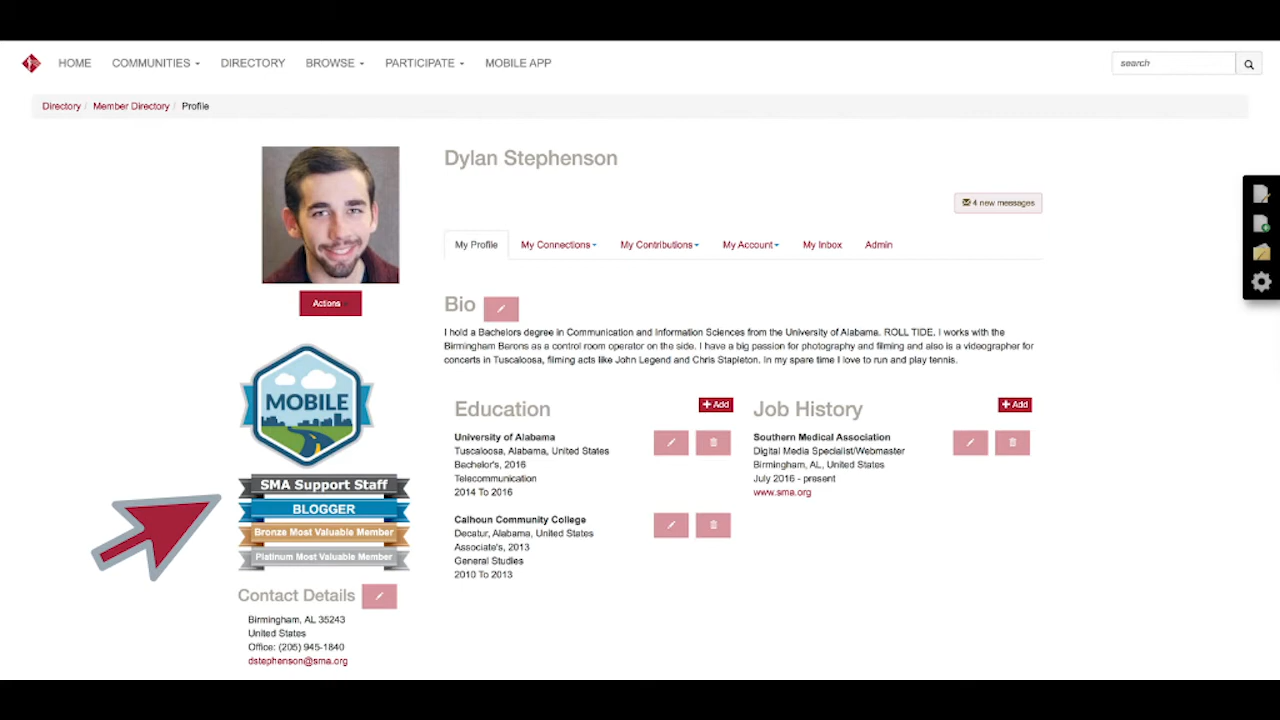 HOME COMMUNITIES DIRECTORY BROWSE PARTICIPATE MOBILE APP
search
Directory / Member Directory / Profile
Dylan Stephenson
4 new messages
My Profile My Connections My Contributions My Account My Inbox Admin
Actions
Bio
I hold a Bachelors degree in Communication and Information Sciences from the University of Alabama. ROLL TIDE. I works with the
Birmingham Barons as a control room operator on the side. I have a big passion for photography and filming and also is a videographer for
concerts in Tuscaloosa, filming acts like John Legend and Chris Stapleton. In my spare time I love to run and play tennis.
MOBILE
SMA Support Staff
BLOGGER
Bronze Most Valuable Member
Platinum Most Valuable Member
Contact Details
Birmingham, AL 35243
United States
Office: (205) 945-1840
dstephenson@sma.org
Education
+ Add
University of Alabama
Tuscaloosa, Alabama, United States
Bachelor's, 2016
Telecommunication
2014 To 2016
Calhoun Community College
Decatur, Alabama, United States
Associate's, 2013
General Studies
2010 To 2013
Job History
+ Add
Southern Medical Association
Digital Media Specialist/Webmaster
Birmingham, AL, United States
July 2016 - present
www.sma.org